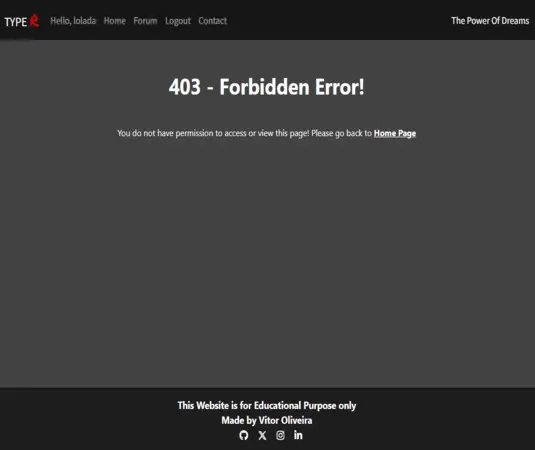 TYPE R Hello, lolada Home Forum Logout Contact The Power Of Dreams
403 - Forbidden Error!
You do not have permission to access or view this page! Please go back to Home Page
This Website is for Educational Purpose only
Made by Vitor Oliveira